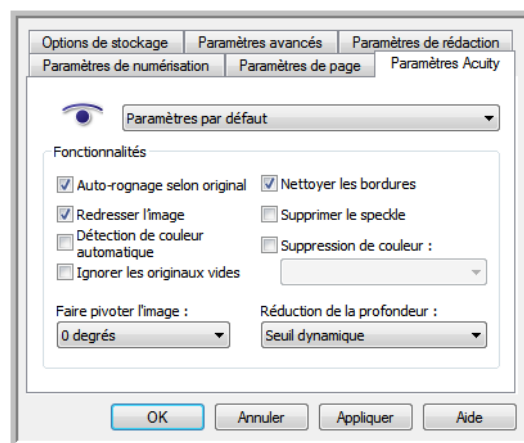 Options de stockage
Paramètres avancés
Paramètres de rédaction
Paramètres de numérisation
Paramètres de page
Paramètres Acuity
Paramètres par défaut
Fonctionnalités
Auto-rognage selon original
Nettoyer les bordures
Redresser l'image
Supprimer le speckle
Détection de couleur
automatique
Suppression de couleur :
Ignorer les originaux vides
Faire pivoter l'image :
Réduction de la profondeur :
0 degrés
Seuil dynamique
OK
Annuler
Appliquer
Aide